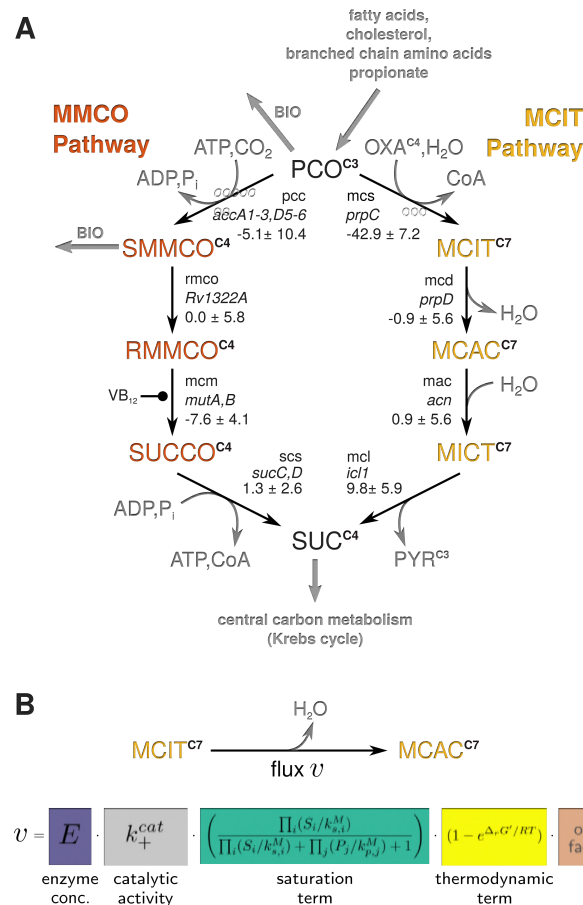 A
fatty acids,
cholesterol,
branched chain amino acids
propionate
MMCO
Pathway
MCIT
Pathway
BIO
ATP,CO2
OXAC4,H2O
ADP,Pi
PCOC3
CoA
pcc
accA1-3,D5-6
-5.1± 10.4
mcs
prpC
-42.9 ± 7.2
BIO
SMMCOC4
MCITC7
rmco
Rv1322A
0.0 ± 5.8
mcd
prpD
-0.9 ± 5.6
H2O
RMMCOC4
MCACC7
VB12
mcm
mutA,B
-7.6 ± 4.1
mac
acn
0.9 ± 5.6
H2O
SUCCOC4
MICTC7
scs
sucC,D
1.3 ± 2.6
mcl
icl1
9.8± 5.9
ADP,Pi
ATP,CoA
SUCC4
PYRC3
central carbon metabolism
(Krebs cycle)
B
H2O
MCITC7
MCACC7
flux v
v = E · k+^cat · (∏i(Si/k^M_s,i) / ∏i(Si/k^M_s,i) + ∏j(Pj/k^M_p,j) + 1) · (1 − e^ΔrG′/RT) ·
enzyme
conc.
catalytic
activity
saturation
term
thermodynamic
term